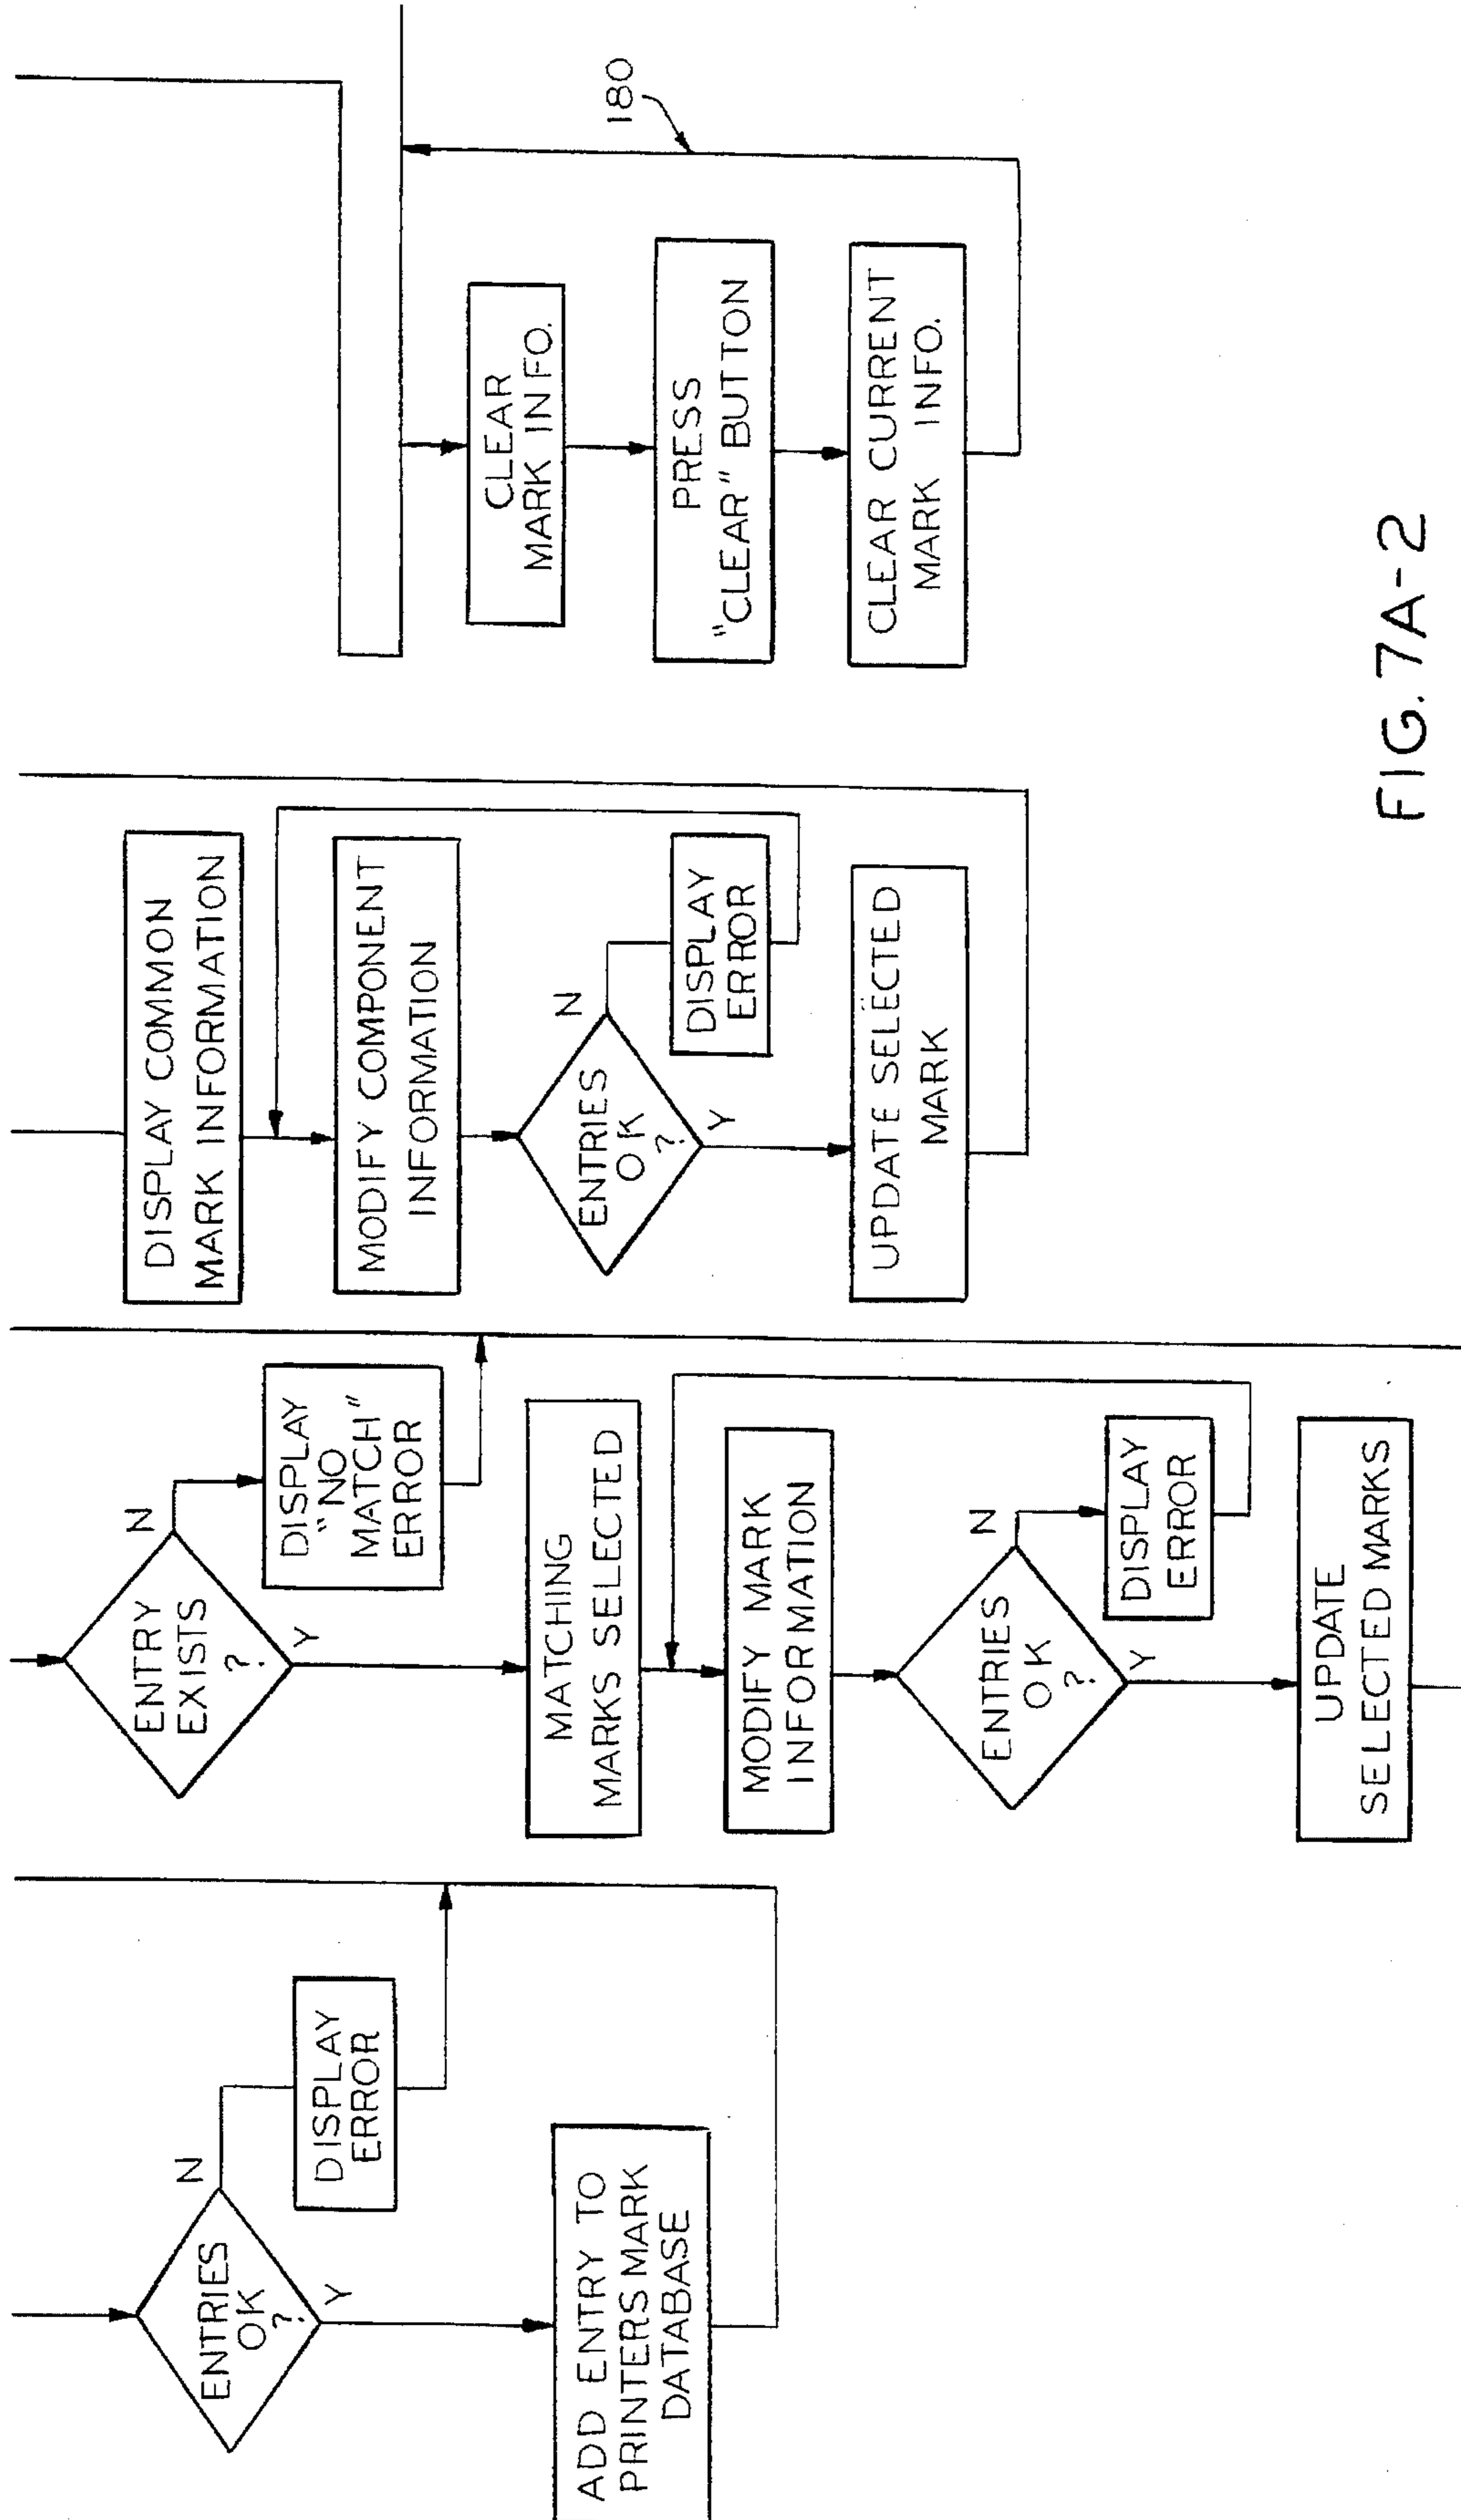 ENTRIES
OK
?
N
Y
DISPLAY
ERROR
ADD ENTRY TO
PRINTERS MARK
DATABASE
ENTRY
EXISTS
?
N
Y
DISPLAY
"NO
MATCH"
ERROR
MATCHING
MARKS SELECTED
MODIFY MARK
INFORMATION
ENTRIES
OK
?
N
Y
DISPLAY
ERROR
UPDATE
SELECTED MARKS
DISPLAY COMMON
MARK INFORMATION
MODIFY COMPONENT
INFORMATION
ENTRIES
OK
?
N
Y
DISPLAY
ERROR
UPDATE SELECTED
MARK
CLEAR
MARK INFO.
PRESS
"CLEAR" BUTTON
CLEAR CURRENT
MARK INFO.
180
FIG. 7A-2